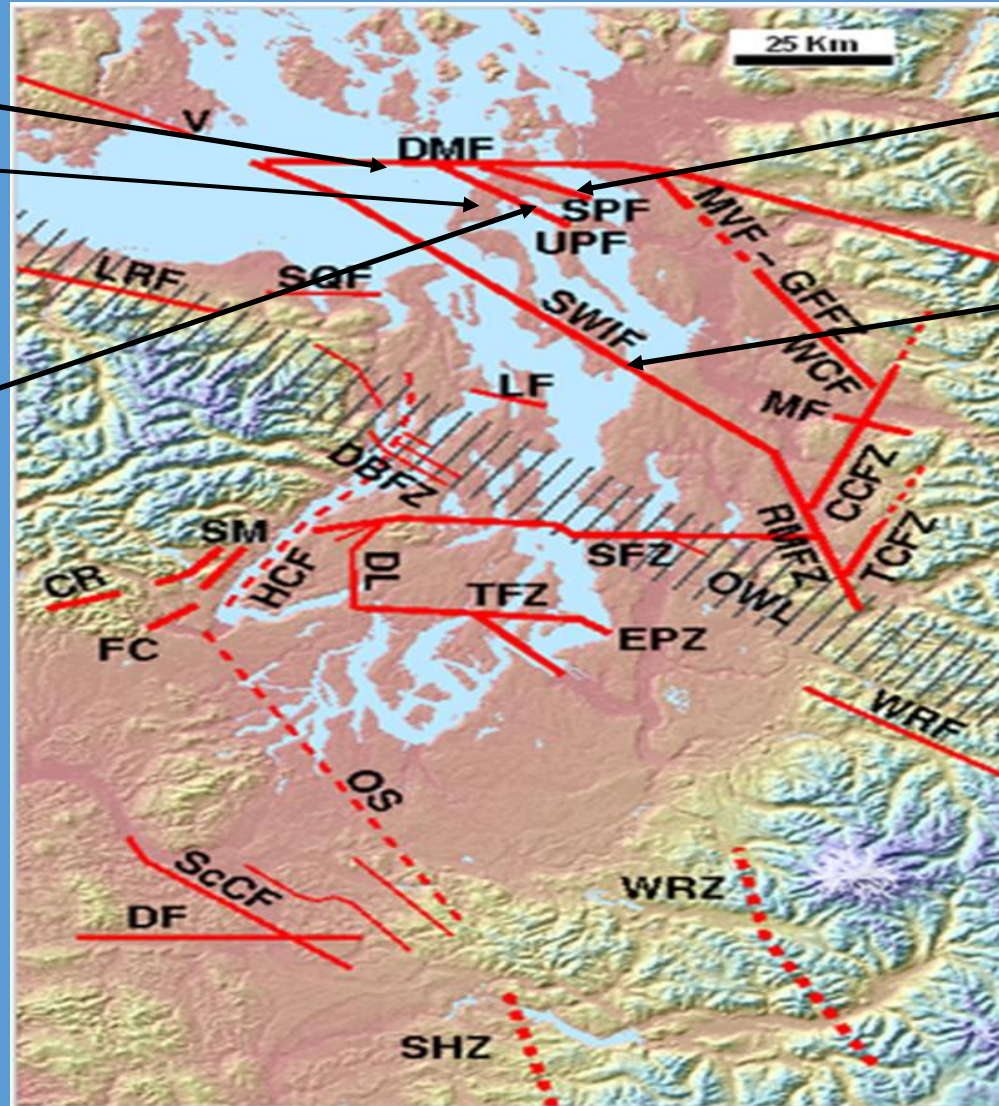 25 Km
V
DMF
SPF
UPF
MVF - GFFZ
LRF
SQF
SWIF
WCF
LF
MF
DBFZ
CCFZ
RMFZ
TCFZ
SM
HCF
DL
SFZ
OWL
CR
TFZ
FC
EPZ
WRF
OS
ScCF
WRZ
DF
SHZ